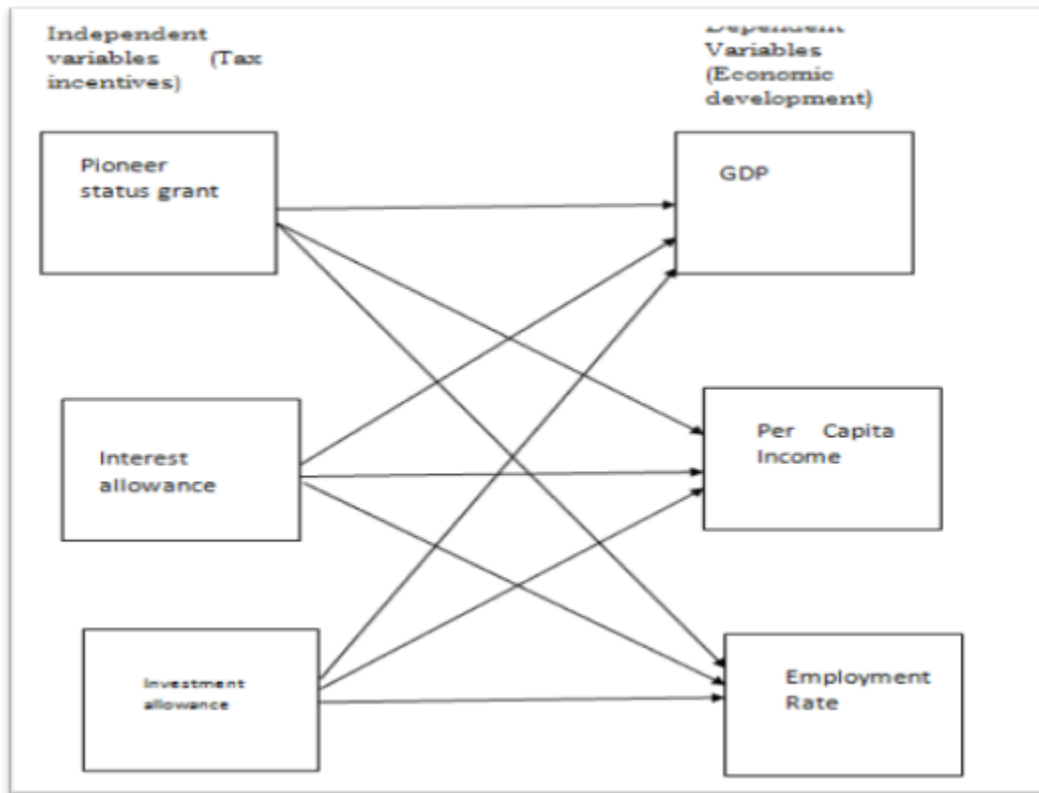 Independent
variables (Tax
incentives)
Dependent
Variables
(Economic
development)
Pioneer
status grant
GDP
Interest
allowance
Per Capita
Income
Investment
allowance
Employment
Rate